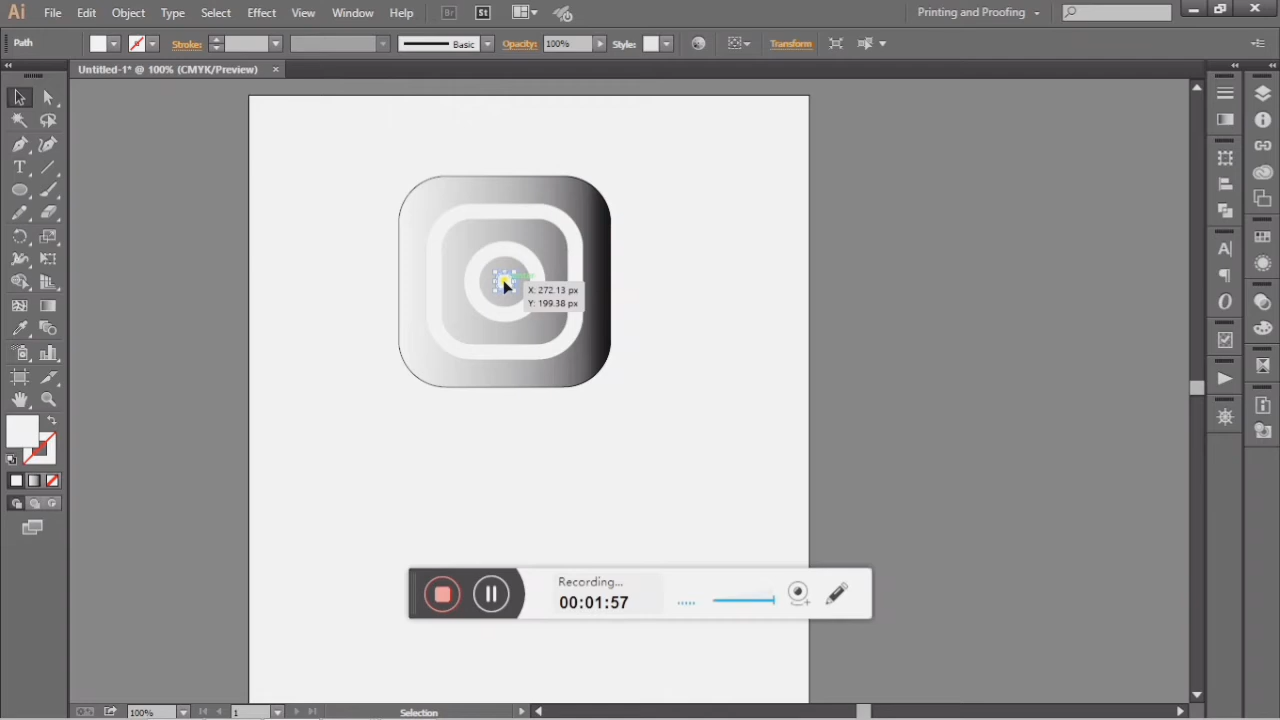 Ai File Edit Object Type Select Effect View Window Help Br St Printing and Proofing
Path Stroke: Basic Opacity: 100% Style: Transform
Untitled-1* @ 100% (CMYK/Preview) ×
X: 272.13 px
Y: 199.38 px
Recording...
00:01:57
100% 1 Selection